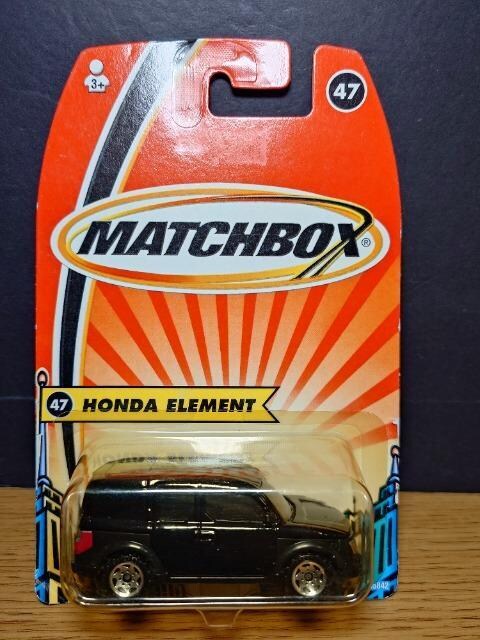 3+
47
MATCHBOX®
47 HONDA ELEMENT